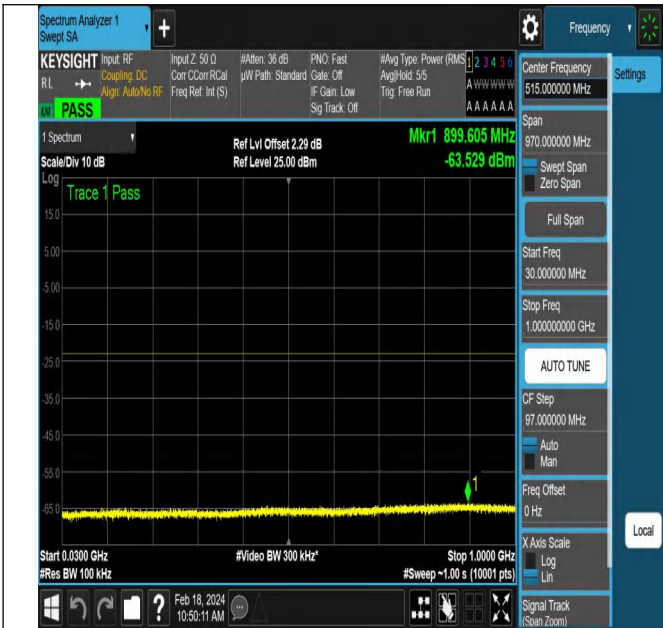 Spectrum Analyzer 1
Swept SA
+
Frequency
KEYSIGHT
RL
PASS
Input: RF
Coupling: DC
Align: Auto/No RF
Input Z: 50 Ω
Corr CCorr RCal
Freq Ref: Int (S)
#Atten: 36 dB
µW Path: Standard
PNO: Fast
Gate: Off
IF Gain: Low
Sig Track: Off
#Avg Type: Power (RMS
Avg|Hold: 5/5
Trig: Free Run
1 2 3 4 5 6
A W W W W W
A A A A A A
1 Spectrum
Scale/Div 10 dB
Log
Ref Lvl Offset 2.29 dB
Ref Level 25.00 dBm
Mkr1 899.605 MHz
-63.529 dBm
Trace 1 Pass
15.0
5.00
-5.00
-15.0
-25.0
-35.0
-45.0
-55.0
-65.0
1
Start 0.0300 GHz
#Res BW 100 kHz
#Video BW 300 kHz*
Stop 1.0000 GHz
#Sweep ~1.00 s (10001 pts)
Feb 18, 2024
10:50:11 AM
?
Center Frequency
515.000000 MHz
Settings
Span
970.000000 MHz
Swept Span
Zero Span
Full Span
Start Freq
30.000000 MHz
Stop Freq
1.000000000 GHz
AUTO TUNE
CF Step
97.000000 MHz
Auto
Man
Freq Offset
0 Hz
X Axis Scale
Log
Lin
Local
Signal Track
(Span Zoom)